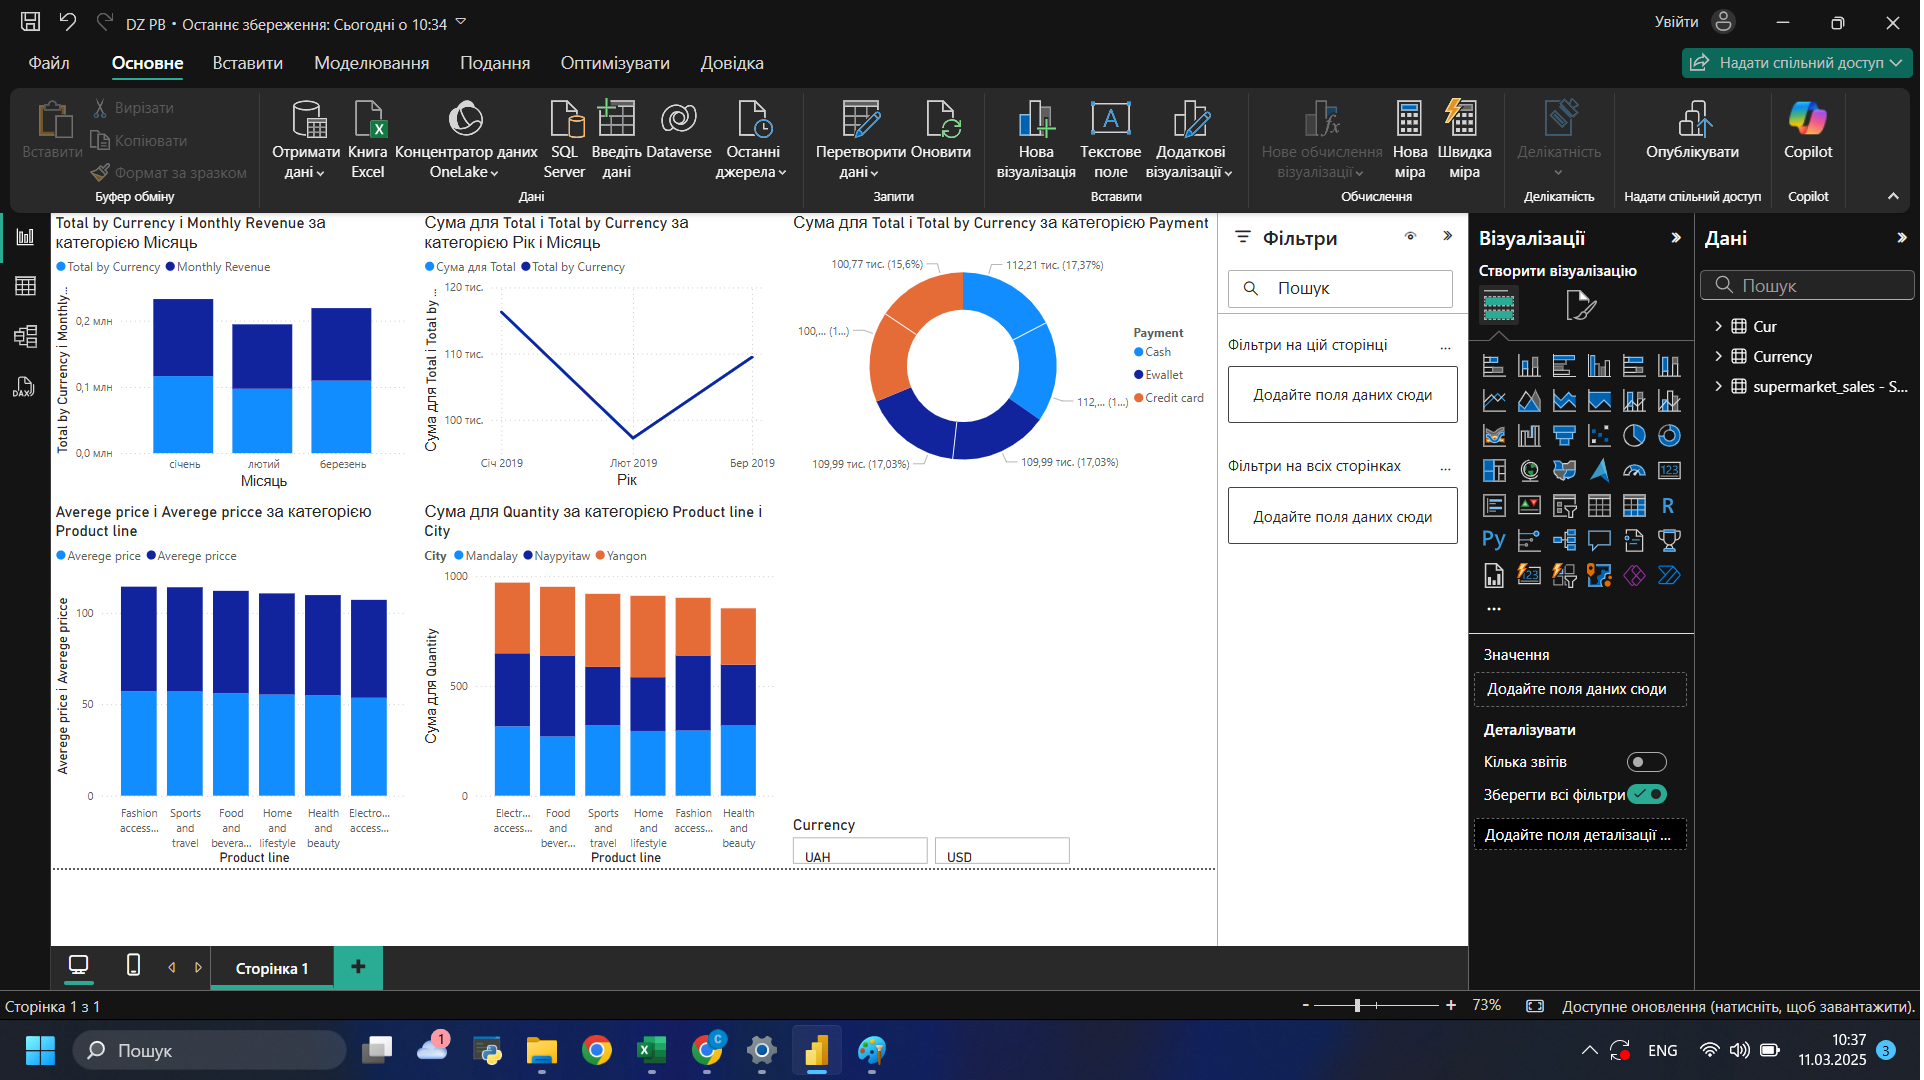 DZ PB • Останнє збереження: Сьогодні о 10:34
Увійти
Файл
Основне
Вставити
Моделювання
Подання
Оптимізувати
Довідка
Надати спільний доступ
Вставити
Вирізати
Копіювати
Формат за зразком
Буфер обміну
Отримати дані
Книга Excel
Концентратор даних OneLake
SQL Server
Введіть дані
Dataverse
Останні джерела
Дані
Перетворити дані
Оновити
Запити
Нова візуалізація
Текстове поле
Додаткові візуалізації
Вставити
Нове обчислення візуалізації
Нова міра
Швидка міра
Обчислення
Делікатність
Делікатність
Опублікувати
Надати спільний доступ
Copilot
Copilot
Total by Currency і Monthly Revenue за
категорією Місяць
Total by Currency Monthly Revenue
Total by Currency і Monthly...
0,2 млн
0,1 млн
0,0 млн
січень лютий березень
Місяць
Сума для Total і Total by Currency за
категорією Рік і Місяць
Сума для Total Total by Currency
Сума для Total і Total by ...
120 тис.
110 тис.
100 тис.
Січ 2019 Лют 2019 Бер 2019
Рік
Сума для Total і Total by Currency за категорією Payment
100,77 тис. (15,6%)
112,21 тис. (17,37%)
100,... (1...)
112,... (1...)
109,99 тис. (17,03%)
109,99 тис. (17,03%)
Payment
Cash
Ewallet
Credit card
Averege price і Averege pricce за категорією
Product line
Averege price Averege pricce
Averege price і Averege pricce
100
50
0
Fashion access...
Sports and travel
Food and bevera...
Home and lifestyle
Health and beauty
Electro... access...
Product line
Сума для Quantity за категорією Product line і
City
City Mandalay Naypyitaw Yangon
Сума для Quantity
1000
500
0
Electr... access...
Food and bever...
Sports and travel
Home and lifestyle
Fashion access...
Health and beauty
Product line
Currency
UAH
USD
Фільтри
Пошук
Фільтри на цій сторінці
...
Додайте поля даних сюди
Фільтри на всіх сторінках
...
Додайте поля даних сюди
Візуалізації
Створити візуалізацію
123
R
Py
123
...
Значення
Додайте поля даних сюди
Деталізувати
Кілька звітів
Зберегти всі фільтри
Додайте поля деталізації ...
Дані
Пошук
Cur
Currency
supermarket_sales - S...
DAX
Сторінка 1
Сторінка 1 з 1
- + 73%
Доступне оновлення (натисніть, щоб завантажити).
Пошук
1
C
ENG
10:37
11.03.2025
3